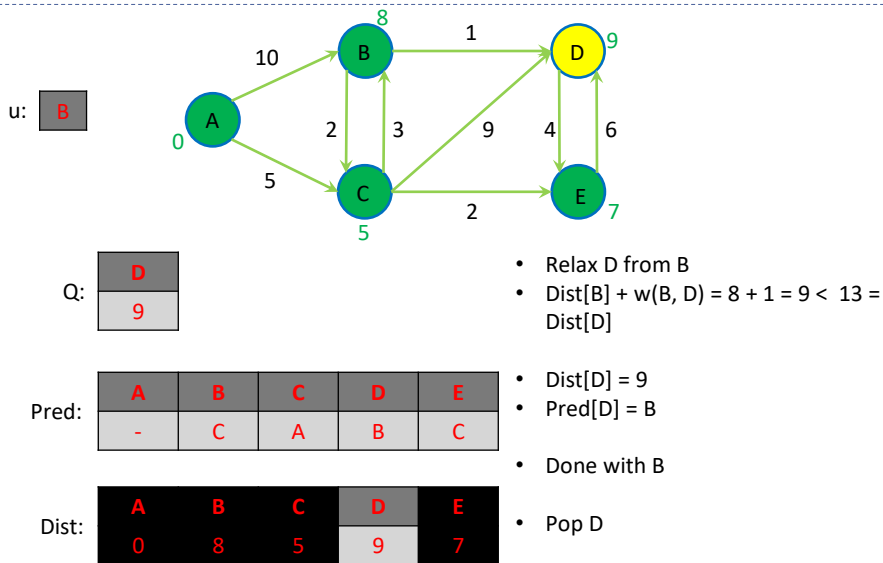 8
B
1
D
9
10
u: B
A
0
2
3
9
4
6
5
C
5
2
E
7
Q:
D
9
• Relax D from B
• Dist[B] + w(B, D) = 8 + 1 = 9 < 13 =
Dist[D]
Pred:
A B C D E
- C A B C
• Dist[D] = 9
• Pred[D] = B
• Done with B
Dist:
A B C D E
0 8 5 9 7
• Pop D